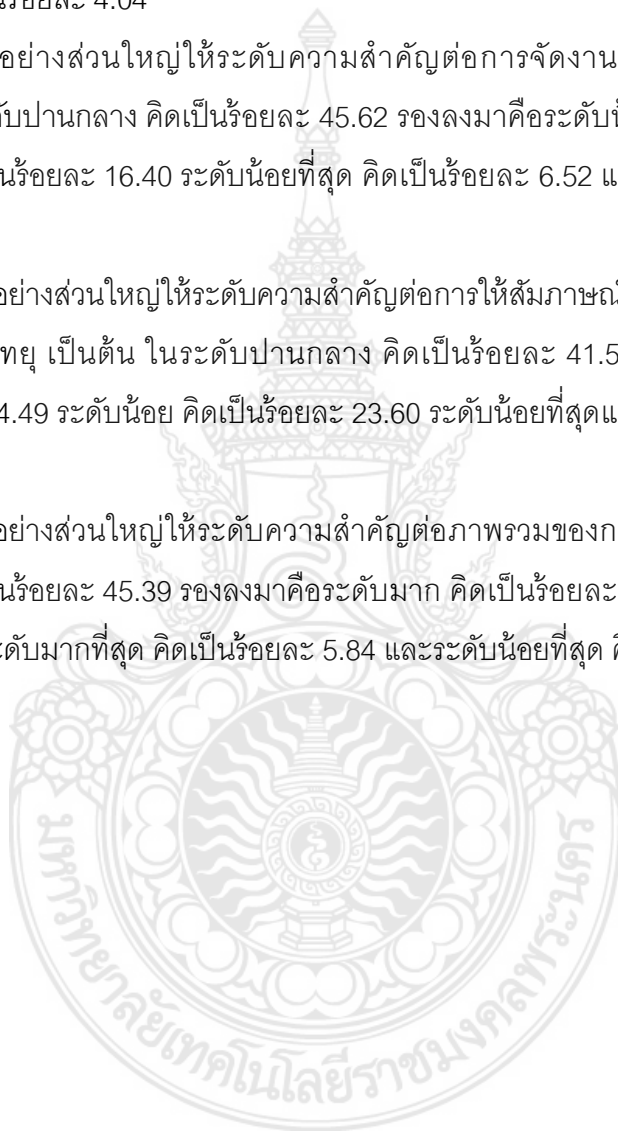 นร้อยละ 4.04
อย่างส่วนใหญ่ให้ระดับความสำคัญต่อการจัดงาน
ดับปานกลาง คิดเป็นร้อยละ 45.62 รองลงมาคือระดับน้
นร้อยละ 16.40 ระดับน้อยที่สุด คิดเป็นร้อยละ 6.52 แ
อย่างส่วนใหญ่ให้ระดับความสำคัญต่อการให้สัมภาษณ์
ทยุ เป็นต้น ในระดับปานกลาง คิดเป็นร้อยละ 41.5
4.49 ระดับน้อย คิดเป็นร้อยละ 23.60 ระดับน้อยที่สุดแ
อย่างส่วนใหญ่ให้ระดับความสำคัญต่อภาพรวมของก
นร้อยละ 45.39 รองลงมาคือระดับมาก คิดเป็นร้อยละ
ะดับมากที่สุด คิดเป็นร้อยละ 5.84 และระดับน้อยที่สุด คิ
มหาวิทยาลัยเทคโนโลยีราชมงคลพระนคร